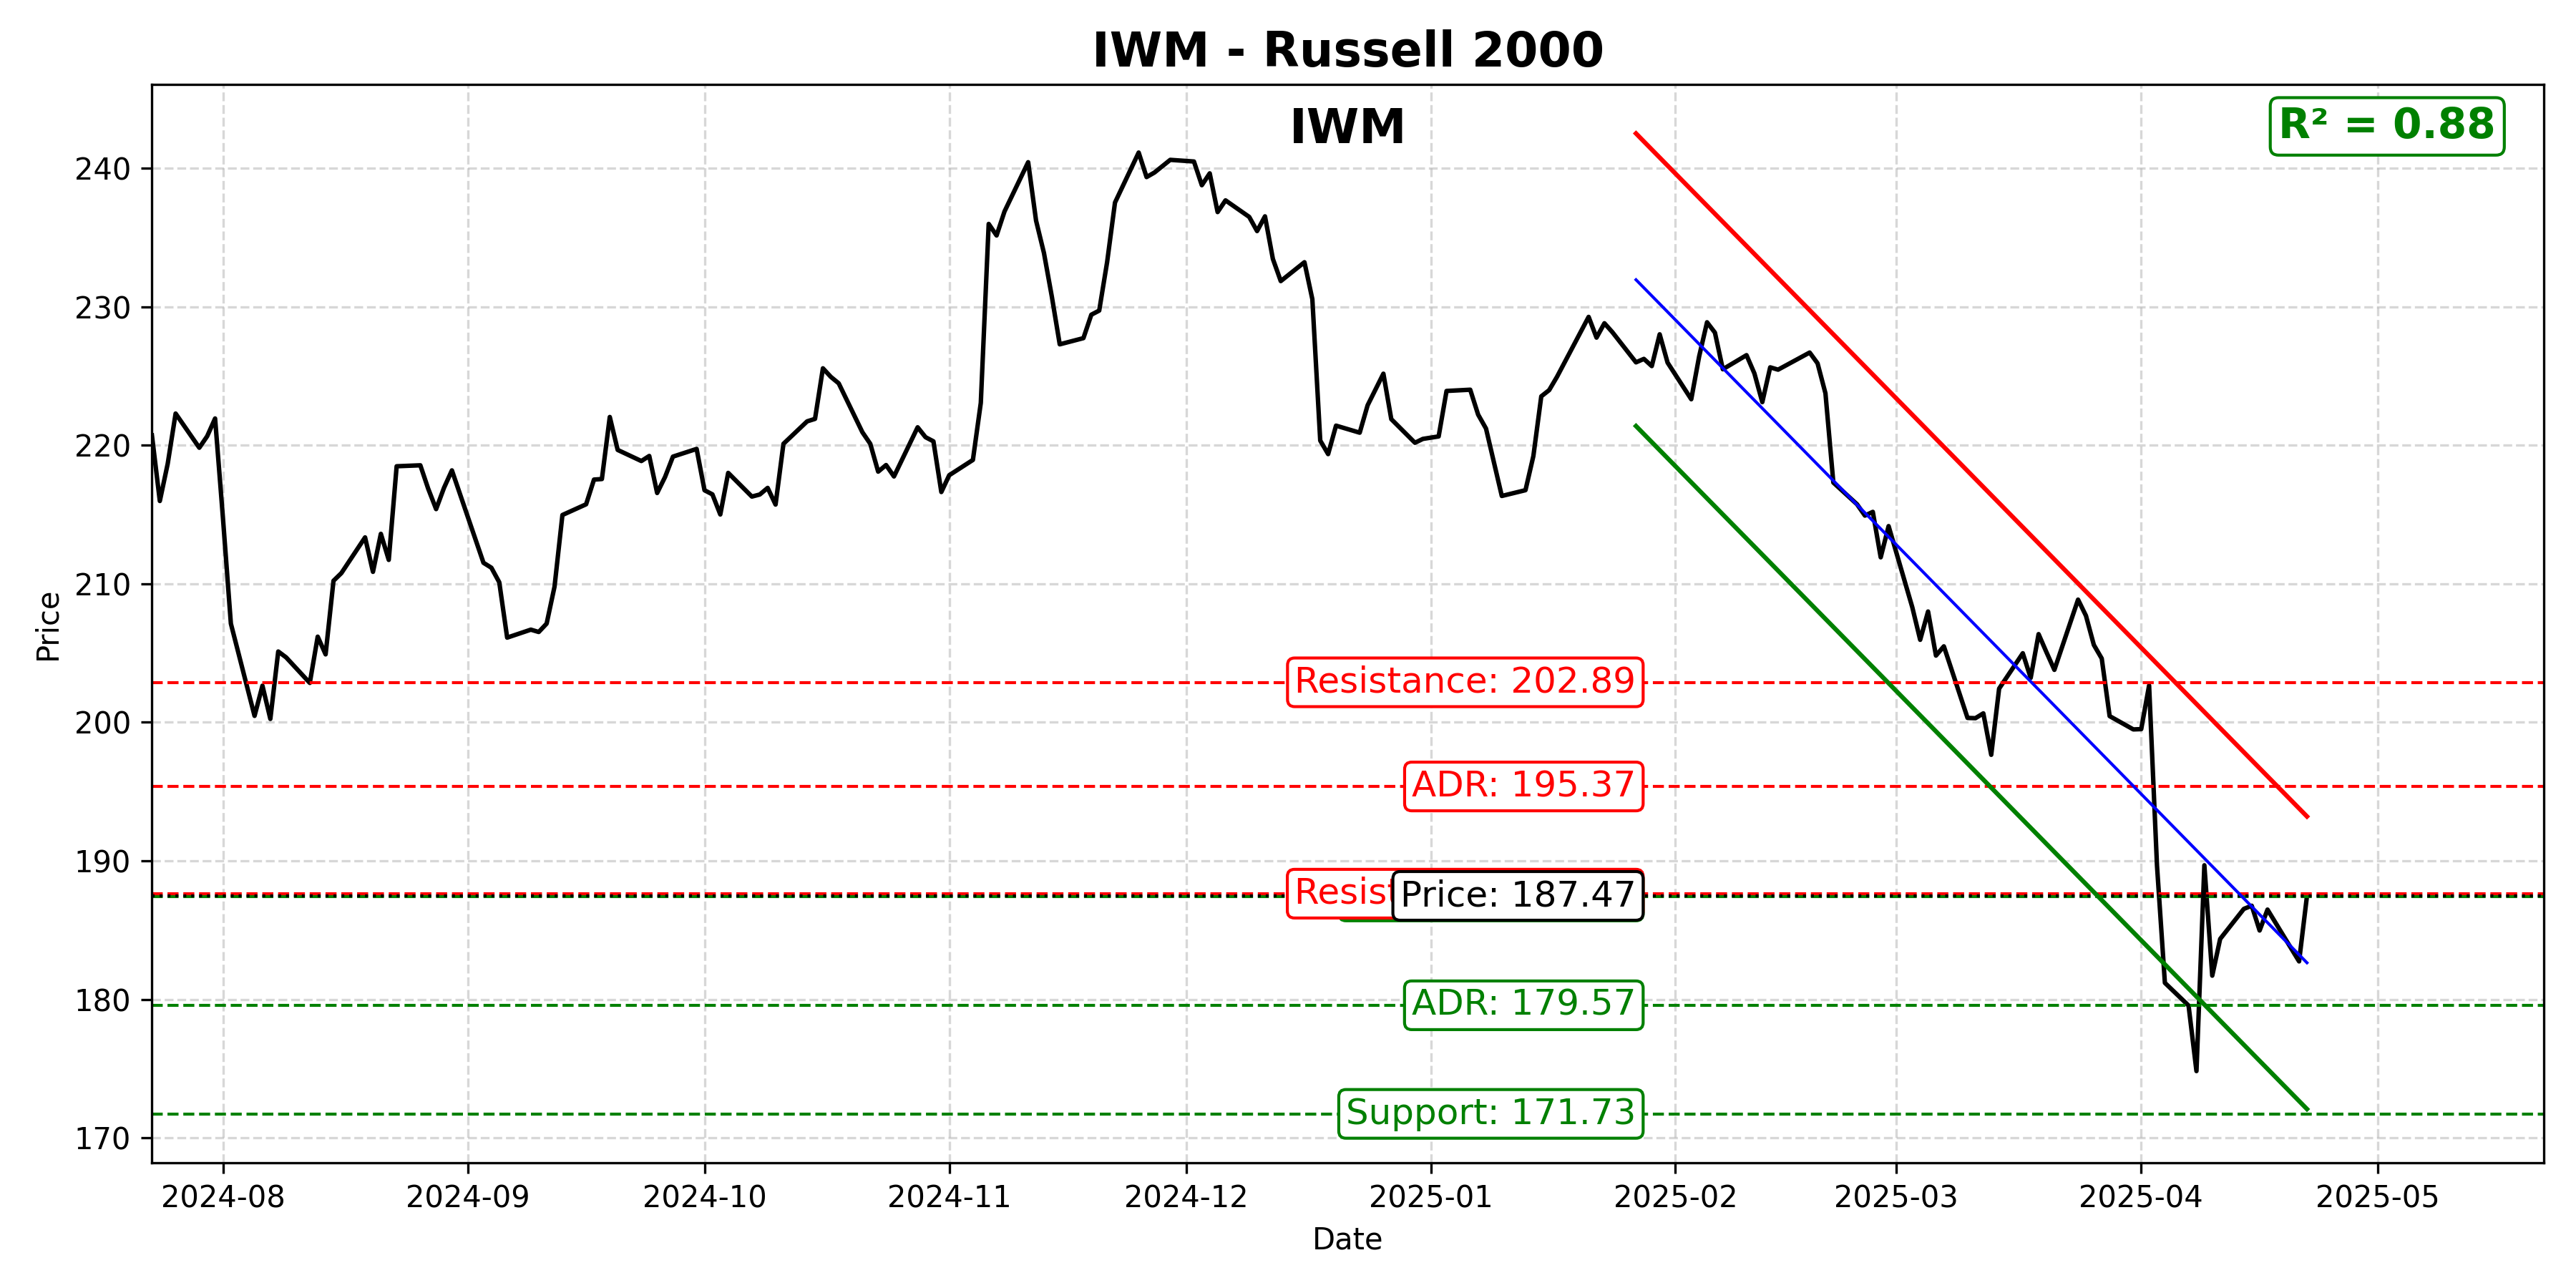 IWM - Russell 2000
IWM
R² = 0.88
Price
240
230
220
210
200
190
180
170
Resistance: 202.89
ADR: 195.37
Price: 187.47
ADR: 179.57
Support: 171.73
2024-08
2024-09
2024-10
2024-11
2024-12
2025-01
2025-02
2025-03
2025-04
2025-05
Date